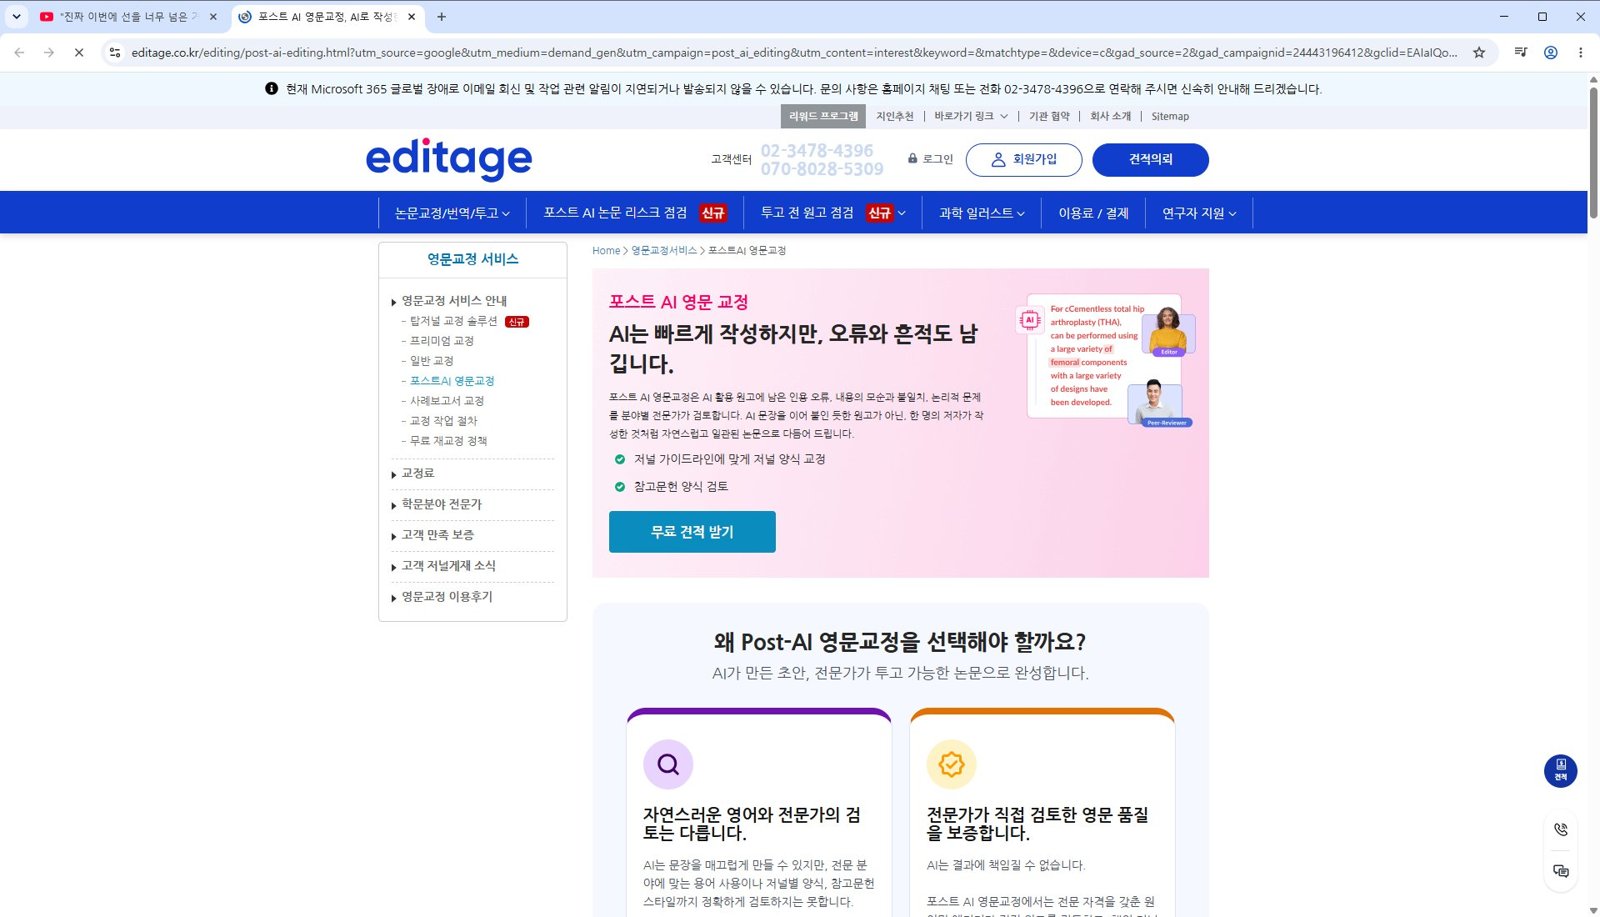 "진짜 이번에 선을 너무 넘은
포스트 AI 영문교정, AI로 작성
editage.co.kr/editing/post-ai-editing.html?utm_source=google&utm_medium=demand_gen&utm_campaign=post_ai_editing&utm_content=interest&keyword=&matchtype=&device=c&gad_source=2&gad_campaignid=24443196412&gclid=EAIaIQo...
현재 Microsoft 365 글로벌 장애로 이메일 회신 및 작업 관련 알림이 지연되거나 발송되지 않을 수 있습니다. 문의 사항은 홈페이지 채팅 또는 전화 02-3478-4396으로 연락해 주시면 신속히 안내해 드리겠습니다.
리워드 프로그램 지인추천 바로가기 링크 기관 협약 회사 소개 Sitemap
editage
고객센터 02-3478-4396
070-8028-5309
로그인 회원가입 견적의뢰
논문교정/번역/투고 포스트 AI 논문 리스크 점검 신규 투고 전 원고 점검 신규 과학 일러스트 이용료 / 결제 연구자 지원
영문교정 서비스
영문교정 서비스 안내
- 탑저널 교정 솔루션 신규
- 프리미엄 교정
- 일반 교정
- 포스트AI 영문교정
- 사례보고서 교정
- 교정 작업 절차
- 무료 재교정 정책
교정료
학문분야 전문가
고객 만족 보증
고객 저널게재 소식
영문교정 이용후기
Home > 영문교정서비스 > 포스트AI 영문교정
포스트 AI 영문 교정
AI는 빠르게 작성하지만, 오류와 흔적도 남
깁니다.
포스트 AI 영문교정은 AI 활용 원고에 남은 인용 오류, 내용의 모순과 불일치, 논리적 문제
를 분야별 전문가가 검토합니다. AI 문장을 이어 붙인 듯한 원고가 아닌, 한 명의 저자가 작
성한 것처럼 자연스럽고 일관된 논문으로 다듬어 드립니다.
저널 가이드라인에 맞게 저널 양식 교정
참고문헌 양식 검토
무료 견적 받기
AI
For cCementless total hip
arthroplasty (THA),
can be performed using
a large variety of
femoral components
with a large variety
of designs have
been developed.
Editor
Peer-Reviewer
왜 Post-AI 영문교정을 선택해야 할까요?
AI가 만든 초안, 전문가가 투고 가능한 논문으로 완성합니다.
자연스러운 영어와 전문가의 검
토는 다릅니다.
AI는 문장을 매끄럽게 만들 수 있지만, 전문 분
야에 맞는 용어 사용이나 저널별 양식, 참고문헌
스타일까지 정확하게 검토하지는 못합니다.
전문가가 직접 검토한 영문 품질
을 보증합니다.
AI는 결과에 책임질 수 없습니다.
포스트 AI 영문교정에서는 전문 자격을 갖춘 원
견적